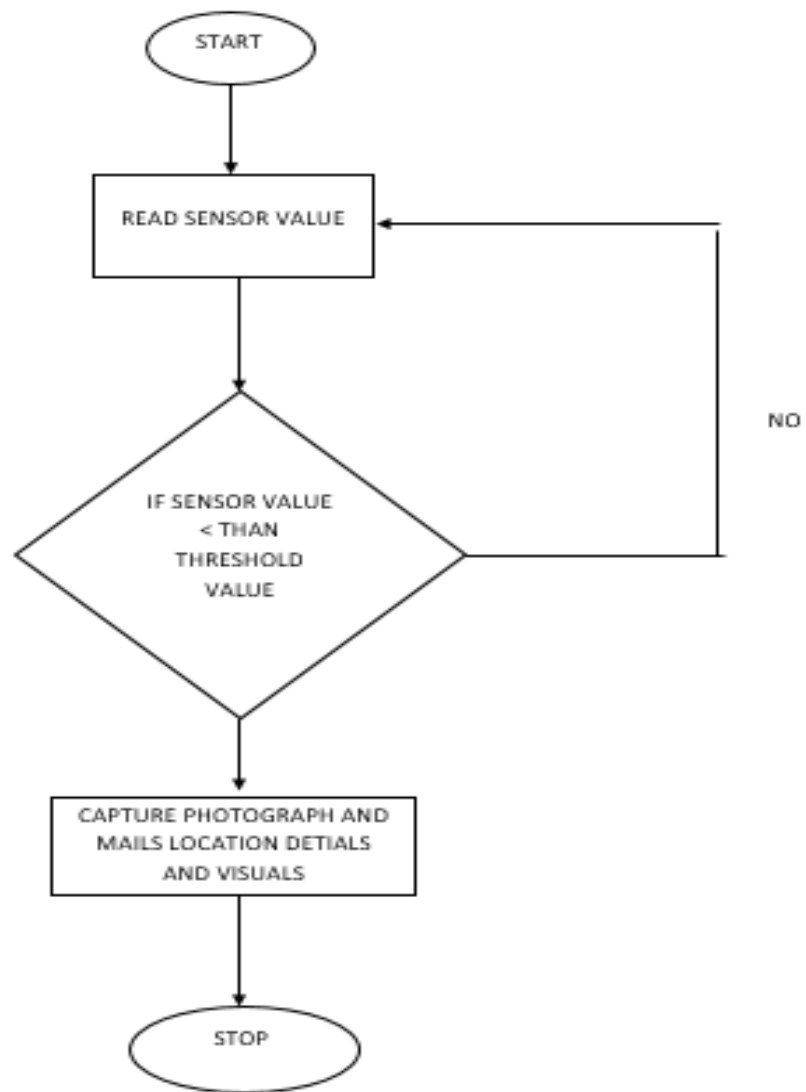 START
READ SENSOR VALUE
NO
IF SENSOR VALUE
< THAN
THRESHOLD
VALUE
CAPTURE PHOTOGRAPH AND
MAILS LOCATION DETIALS
AND VISUALS
STOP